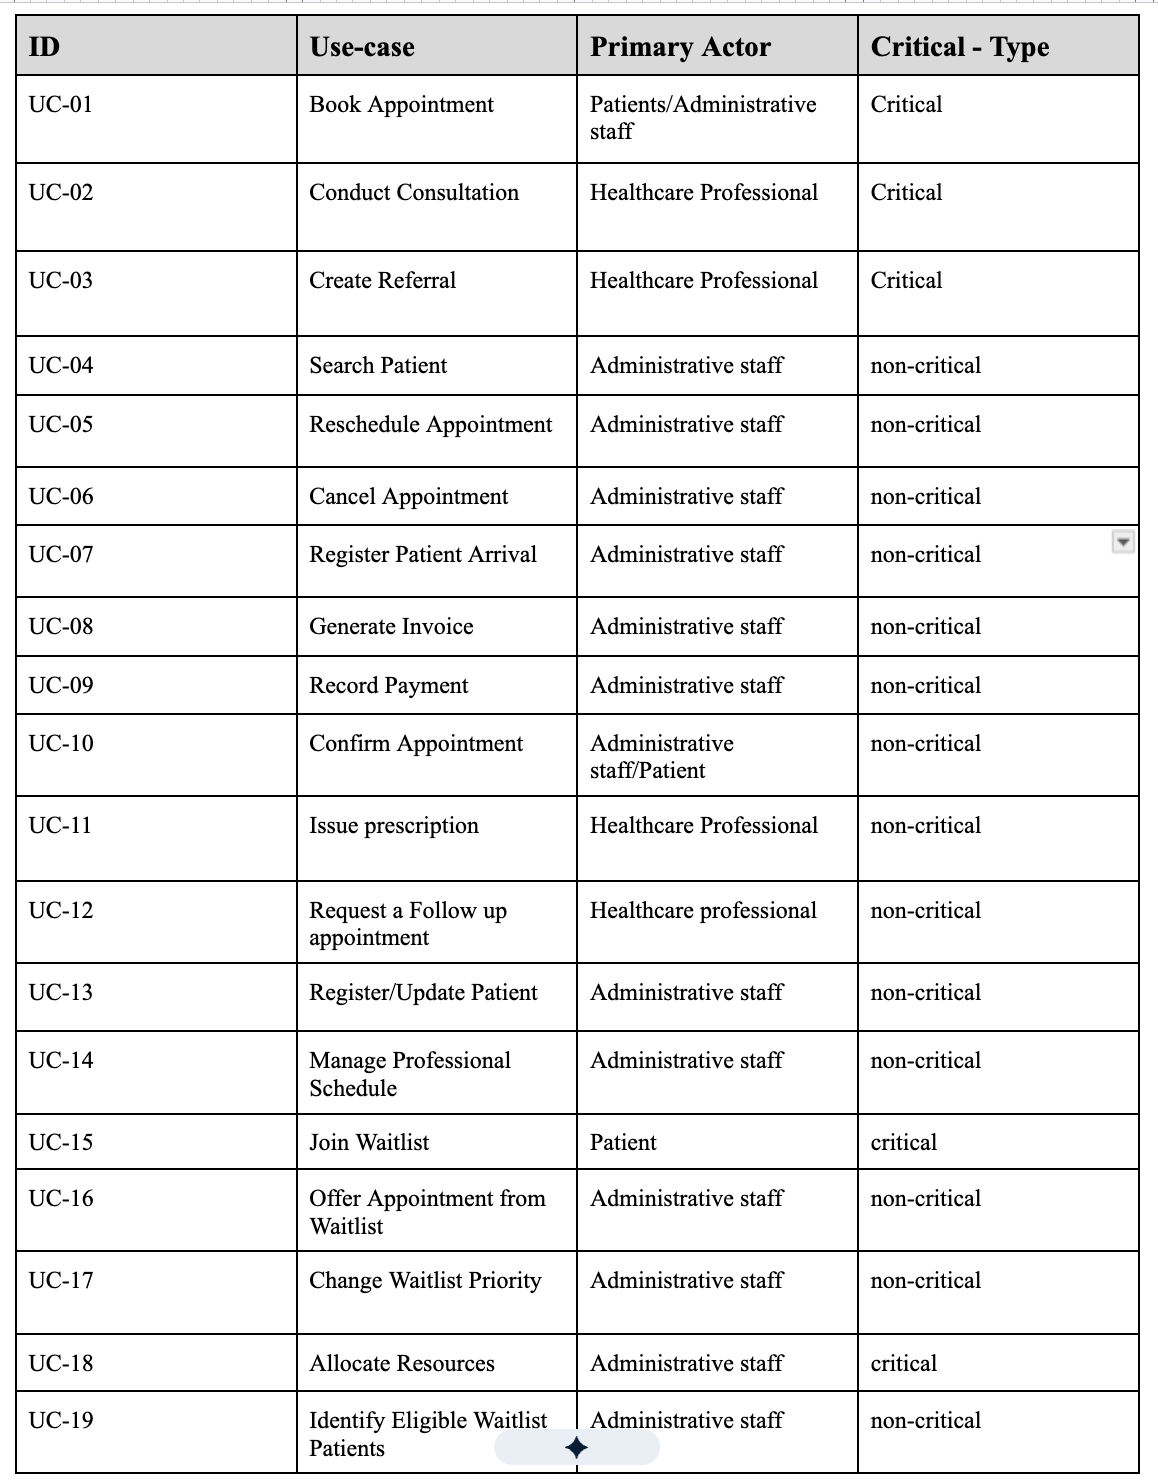 ID Use-case Primary Actor Critical - Type
UC-01 Book Appointment Patients/Administrative Critical
staff
UC-02 Conduct Consultation Healthcare Professional Critical
UC-03 Create Referral Healthcare Professional Critical
UC-04 Search Patient Administrative staff non-critical
UC-05 Reschedule Appointment Administrative staff non-critical
UC-06 Cancel Appointment Administrative staff non-critical
UC-07 Register Patient Arrival Administrative staff non-critical
UC-08 Generate Invoice Administrative staff non-critical
UC-09 Record Payment Administrative staff non-critical
UC-10 Confirm Appointment Administrative non-critical
staff/Patient
UC-11 Issue prescription Healthcare Professional non-critical
UC-12 Request a Follow up Healthcare professional non-critical
appointment
UC-13 Register/Update Patient Administrative staff non-critical
UC-14 Manage Professional Administrative staff non-critical
Schedule
UC-15 Join Waitlist Patient critical
UC-16 Offer Appointment from Administrative staff non-critical
Waitlist
UC-17 Change Waitlist Priority Administrative staff non-critical
UC-18 Allocate Resources Administrative staff critical
UC-19 Identify Eligible Waitlist Administrative staff non-critical
Patients